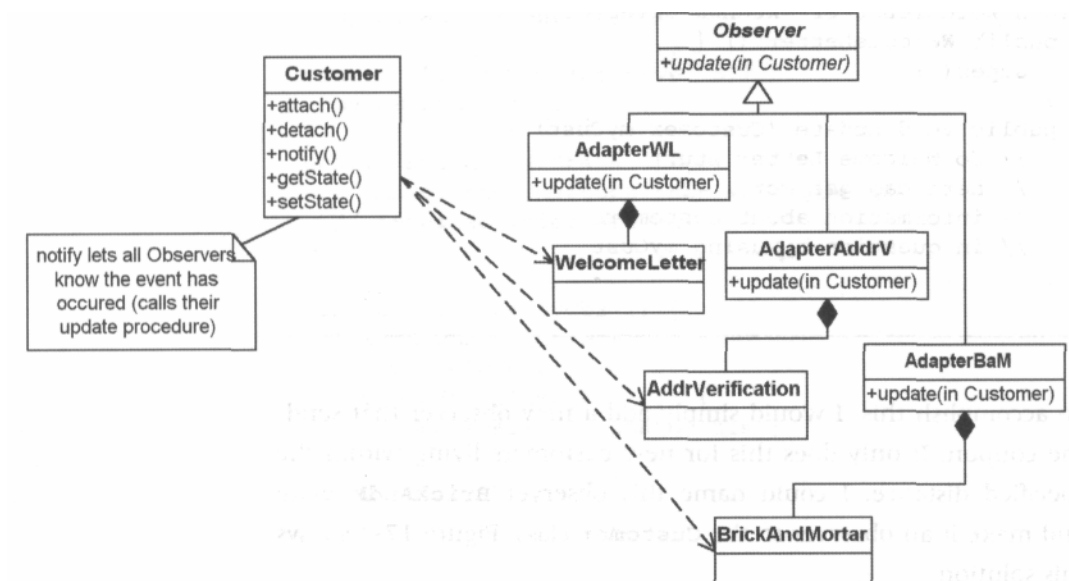 Observer
+update(in Customer)
Customer
+attach()
+detach()
+notify()
+getState()
+setState()
AdapterWL
+update(in Customer)
notify lets all Observers
know the event has
occured (calls their
update procedure)
WelcomeLetter
AdapterAddrV
+update(in Customer)
AddrVerification
AdapterBaM
+update(in Customer)
BrickAndMortar